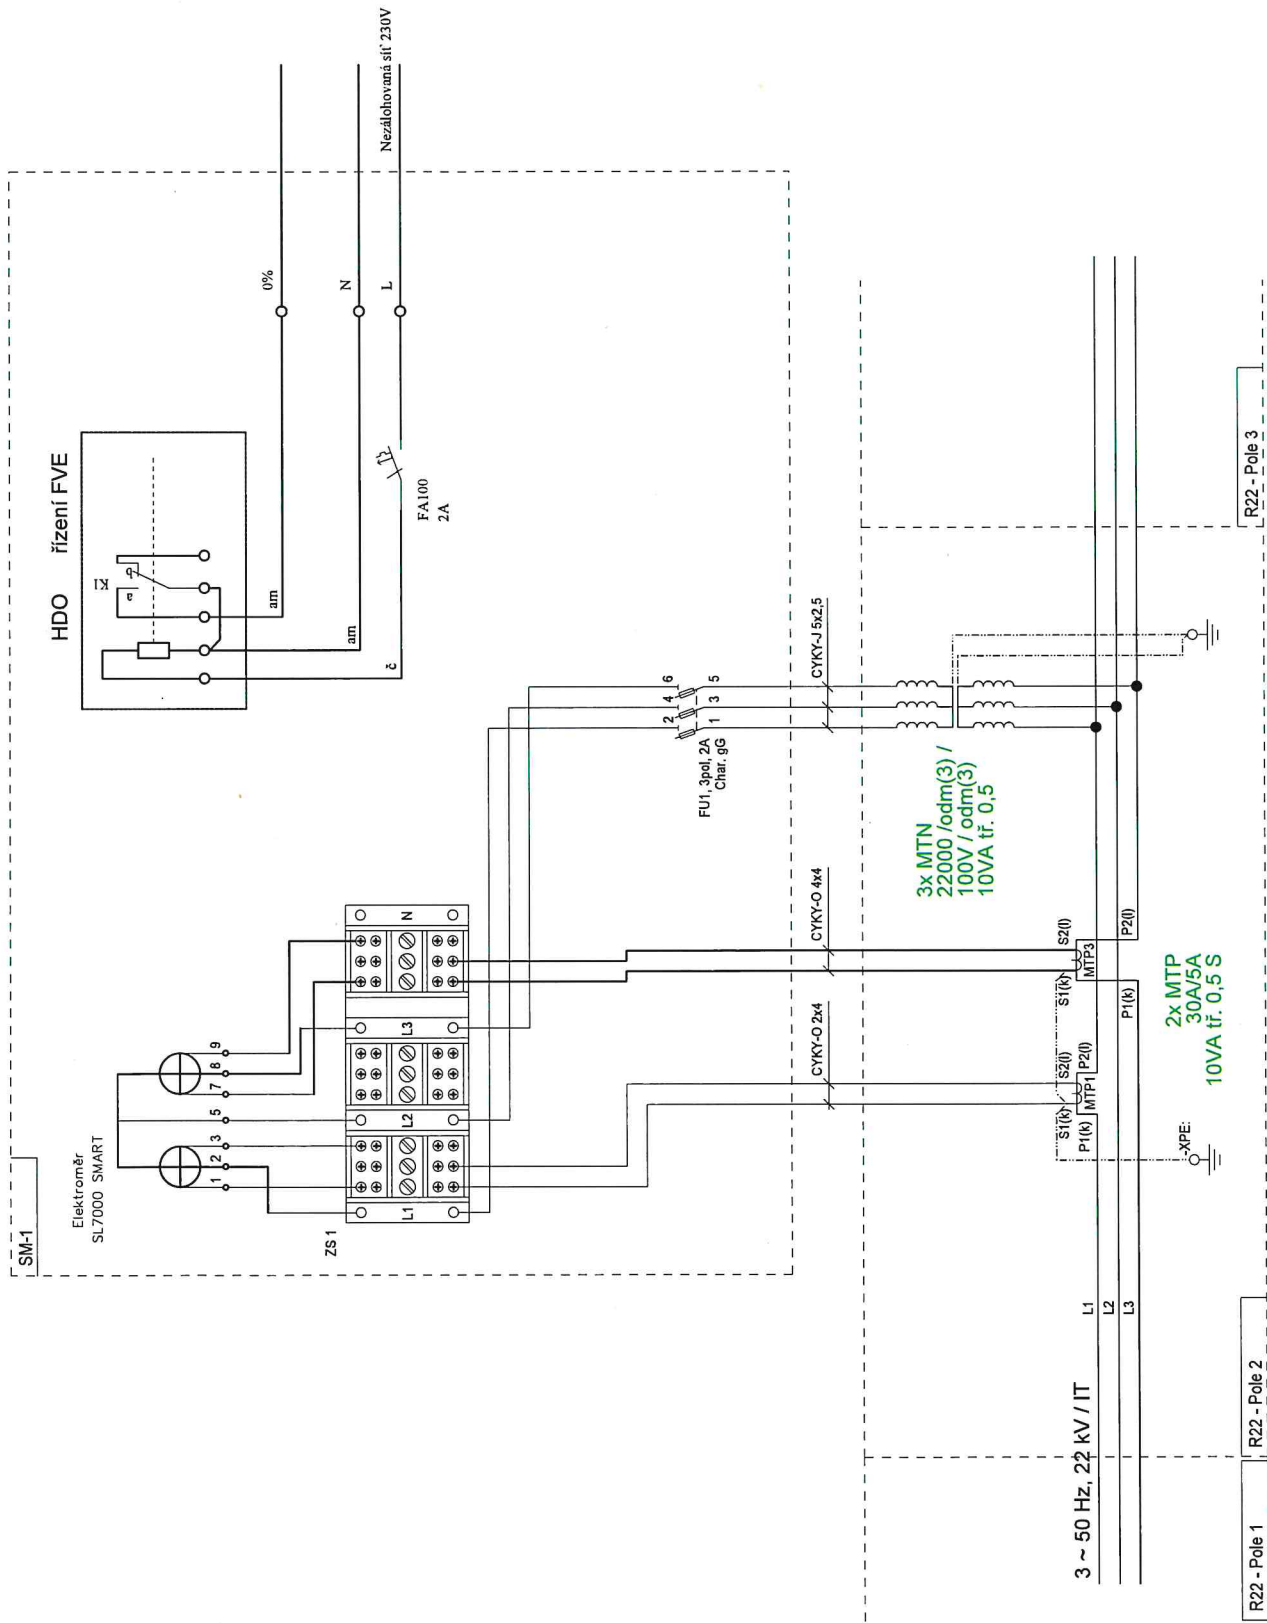 SM-1
Elektroměr
SL7000 SMART
1
2
3
5
7
8
9
ZS 1
L1
L2
L3
N
HDO řízení FVE
K1
a
b
am
am
č
FA100
2A
0%
N
L
Nezálohovaná síť 230V
FU1, 3pol, 2A
Char. gG
2
4
6
1
3
5
CYKY-O 2x4
CYKY-O 4x4
CYKY-J 5x2,5
3x MTN
22000 /odm(3) /
100V / odm(3)
10VA tř. 0,5
S1(k)
S2(l)
MTP1
P1(k)
P2(l)
S1(k)
S2(l)
MTP3
P1(k)
P2(l)
2x MTP
30A/5A
10VA tř. 0,5 S
-XPE:
3 ~ 50 Hz, 22 kV / IT
L1
L2
L3
R22 - Pole 1
R22 - Pole 2
R22 - Pole 3